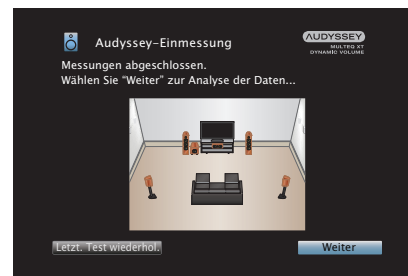 Audyssey-Einmessung
AUDYSSEY
MULTEQ XT
DYNAMIC VOLUME
Messungen abgeschlossen.
Wählen Sie “Weiter” zur Analyse der Daten...
Letzt. Test wiederhol.
Weiter